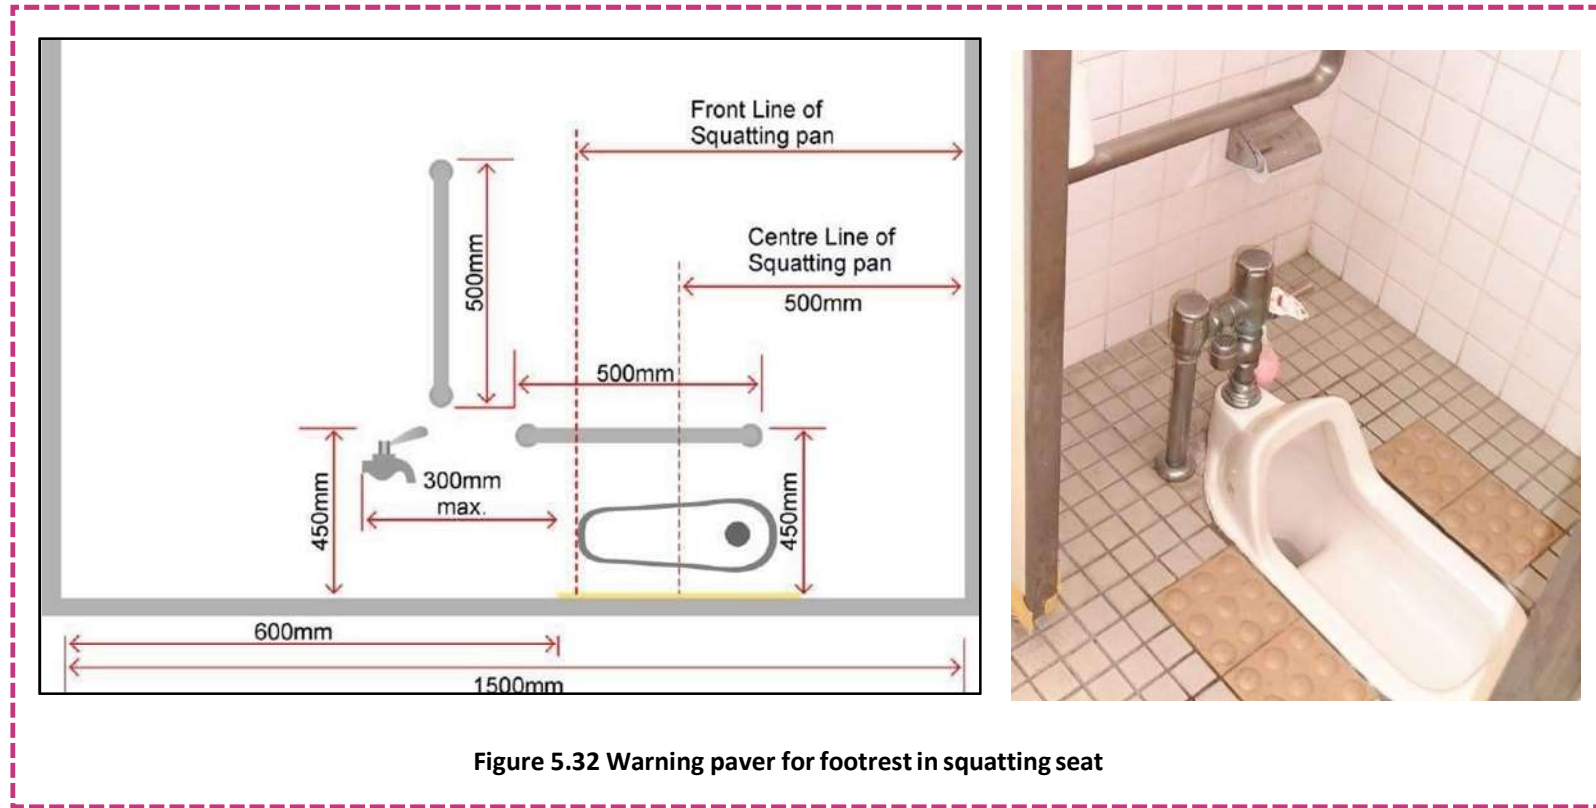 Front Line of
Squatting pan
Centre Line of
Squatting pan
500mm
500mm
500mm
300mm
max.
450mm
450mm
600mm
1500mm
Figure 5.32 Warning paver for footrest in squatting seat